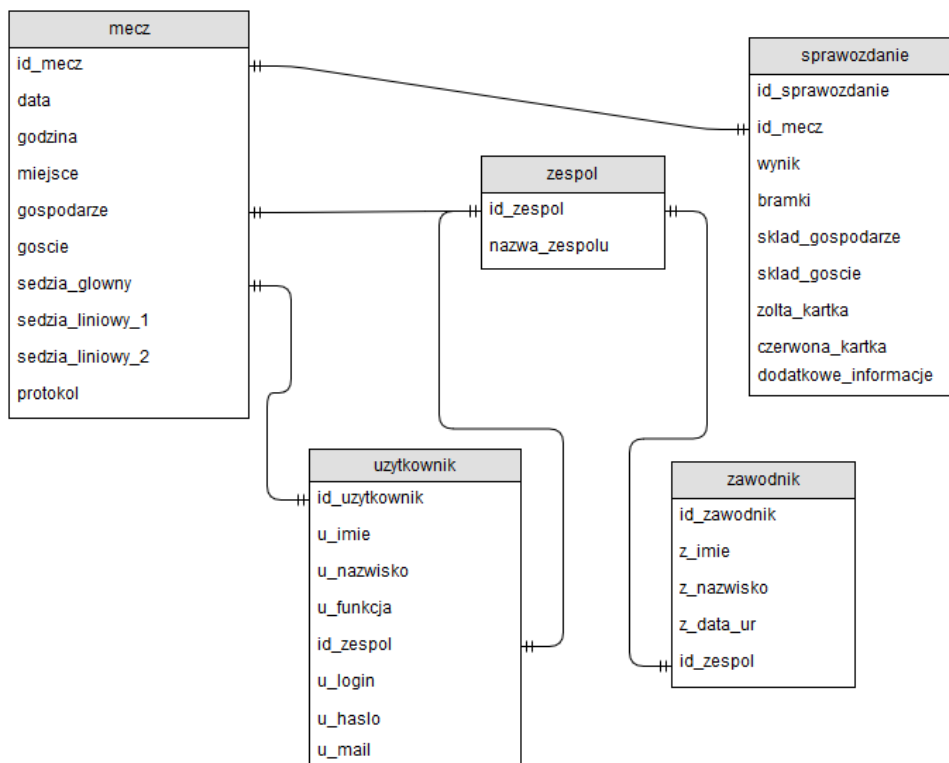 mecz
id_mecz
data
godzina
miejsce
gospodarze
goscie
sedzia_glowny
sedzia_liniowy_1
sedzia_liniowy_2
protokol
sprawozdanie
id_sprawozdanie
id_mecz
wynik
bramki
sklad_gospodarze
sklad_goscie
zolta_kartka
czerwona_kartka
dodatkowe_informacje
zespol
id_zespol
nazwa_zespolu
uzytkownik
id_uzytkownik
u_imie
u_nazwisko
u_funkcja
id_zespol
u_login
u_haslo
u_mail
zawodnik
id_zawodnik
z_imie
z_nazwisko
z_data_ur
id_zespol